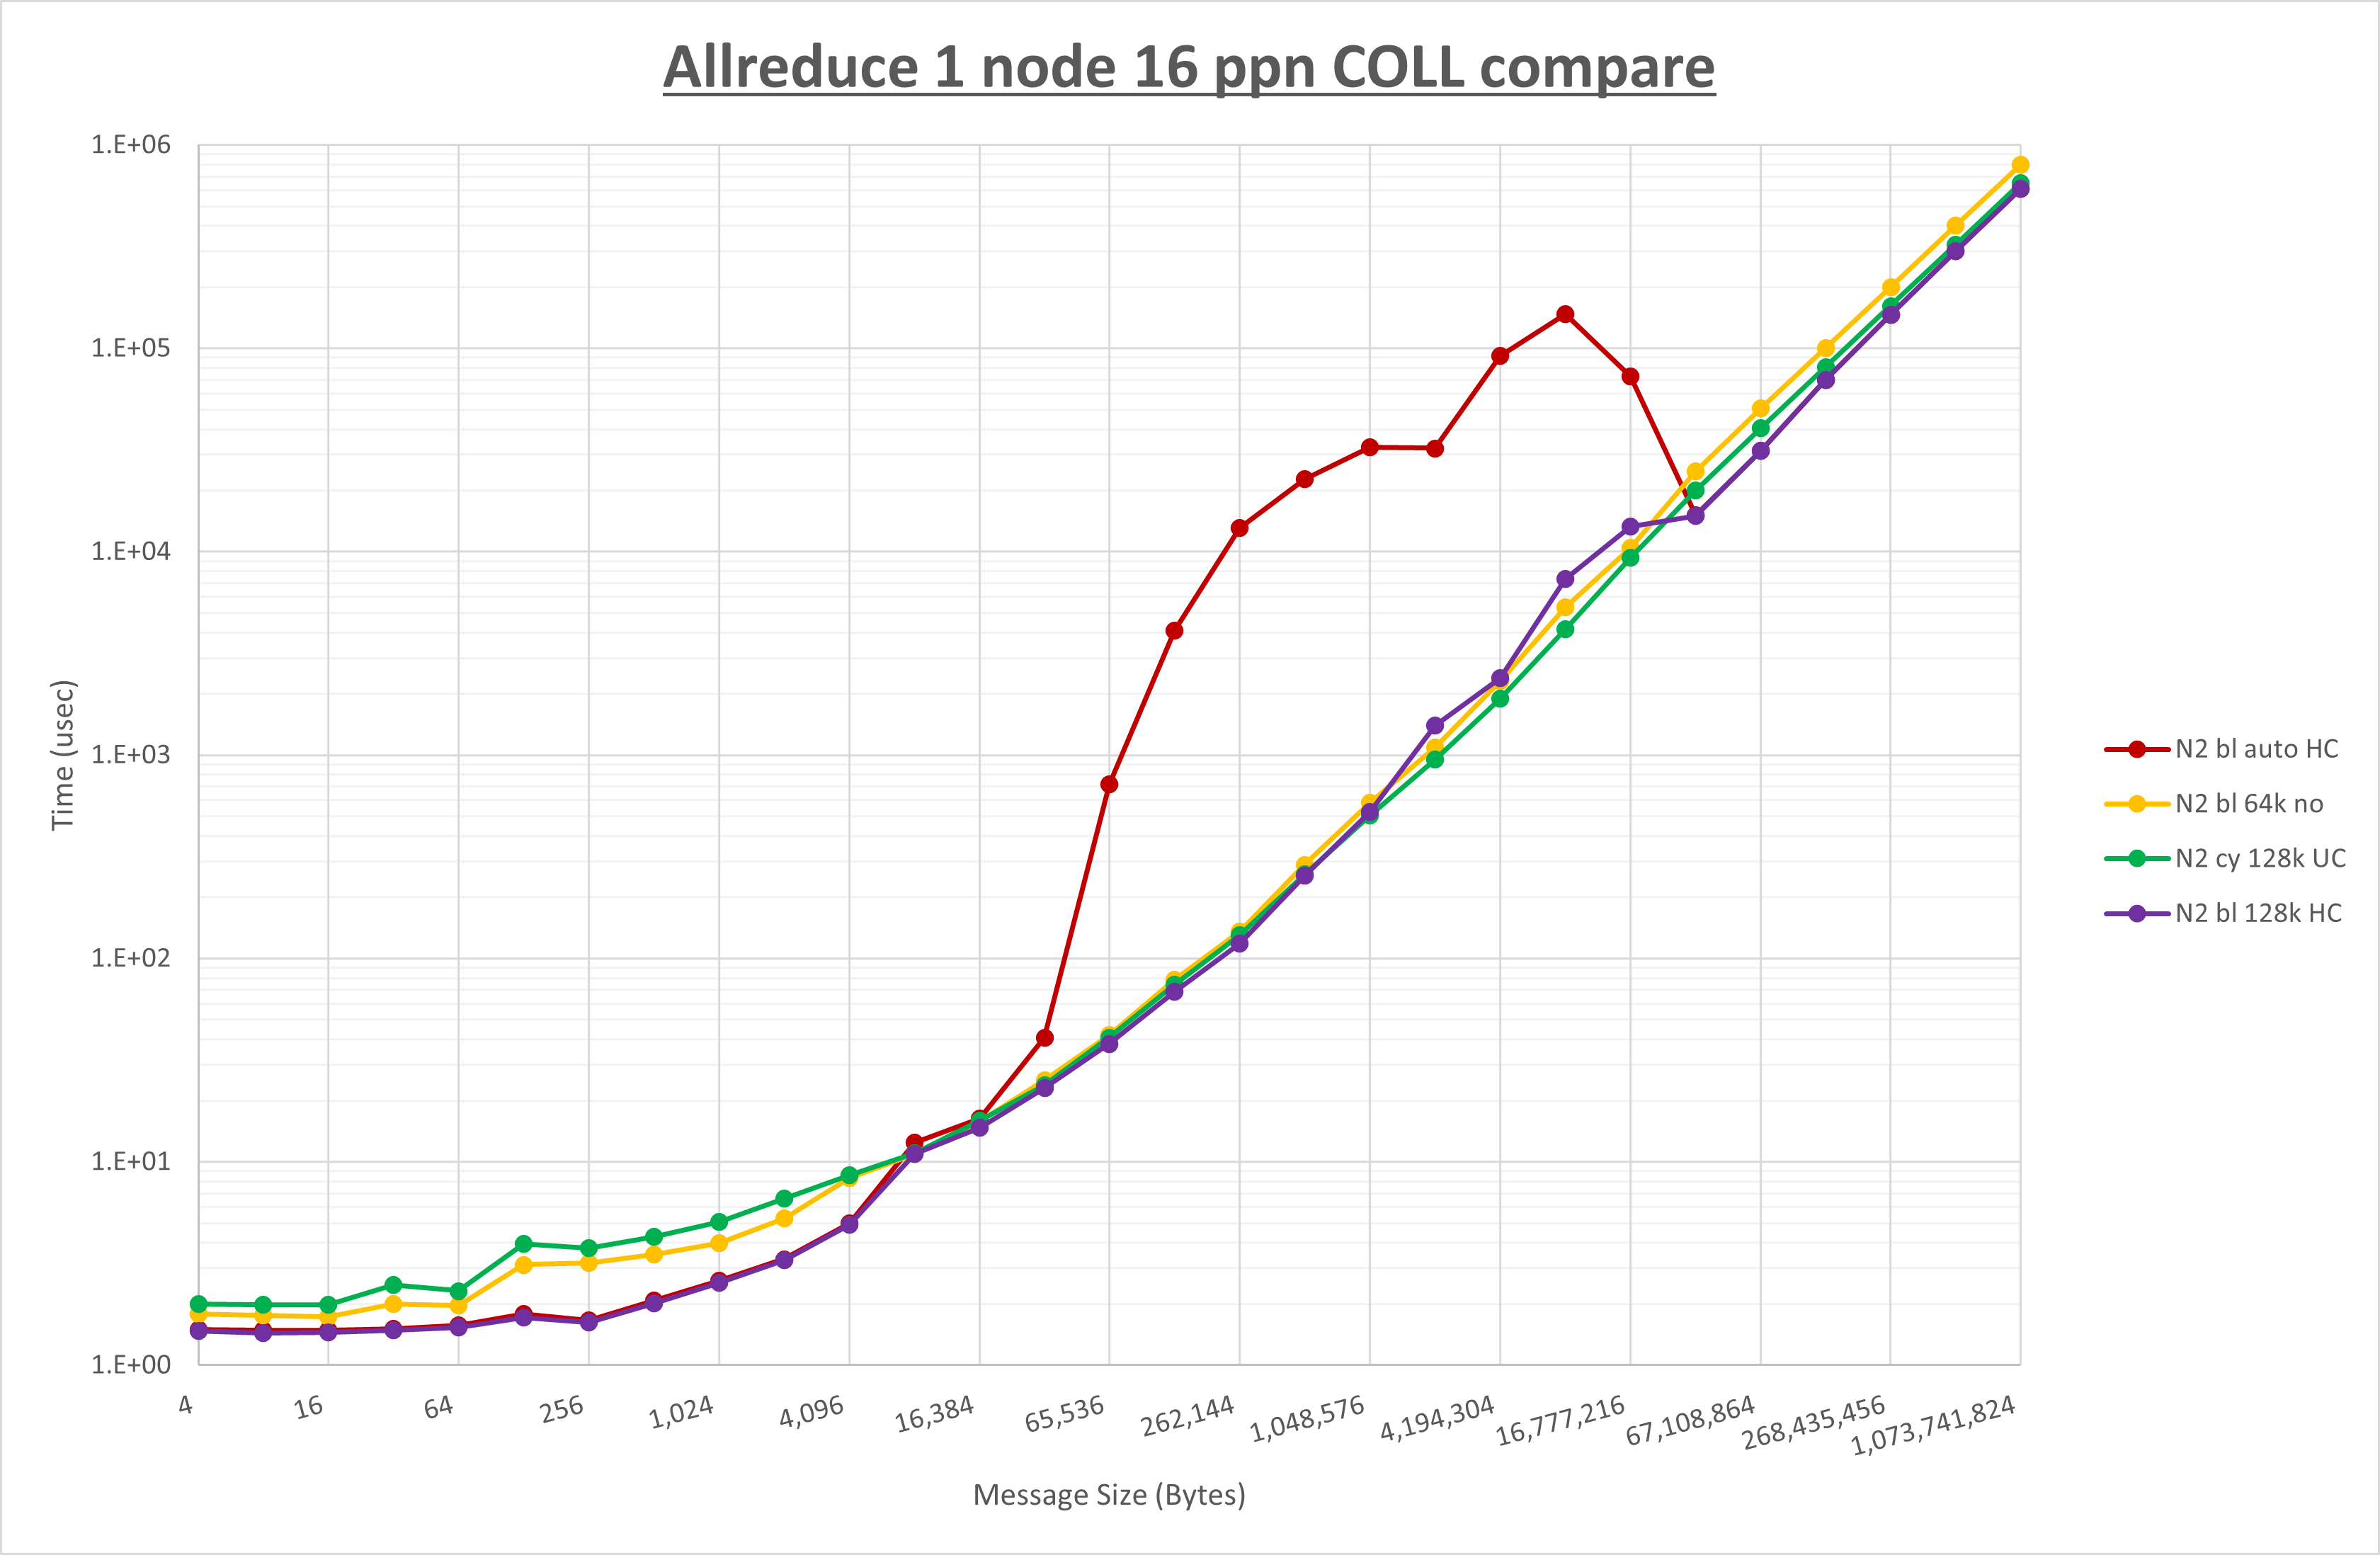 Allreduce 1 node 16 ppn COLL compare
1.E+06
1.E+05
1.E+04
1.E+03
1.E+02
1.E+01
1.E+00
Time (usec)
4
16
64
256
1,024
4,096
16,384
65,536
262,144
1,048,576
4,194,304
16,777,216
67,108,864
268,435,456
1,073,741,824
Message Size (Bytes)
N2 bl auto HC
N2 bl 64k no
N2 cy 128k UC
N2 bl 128k HC